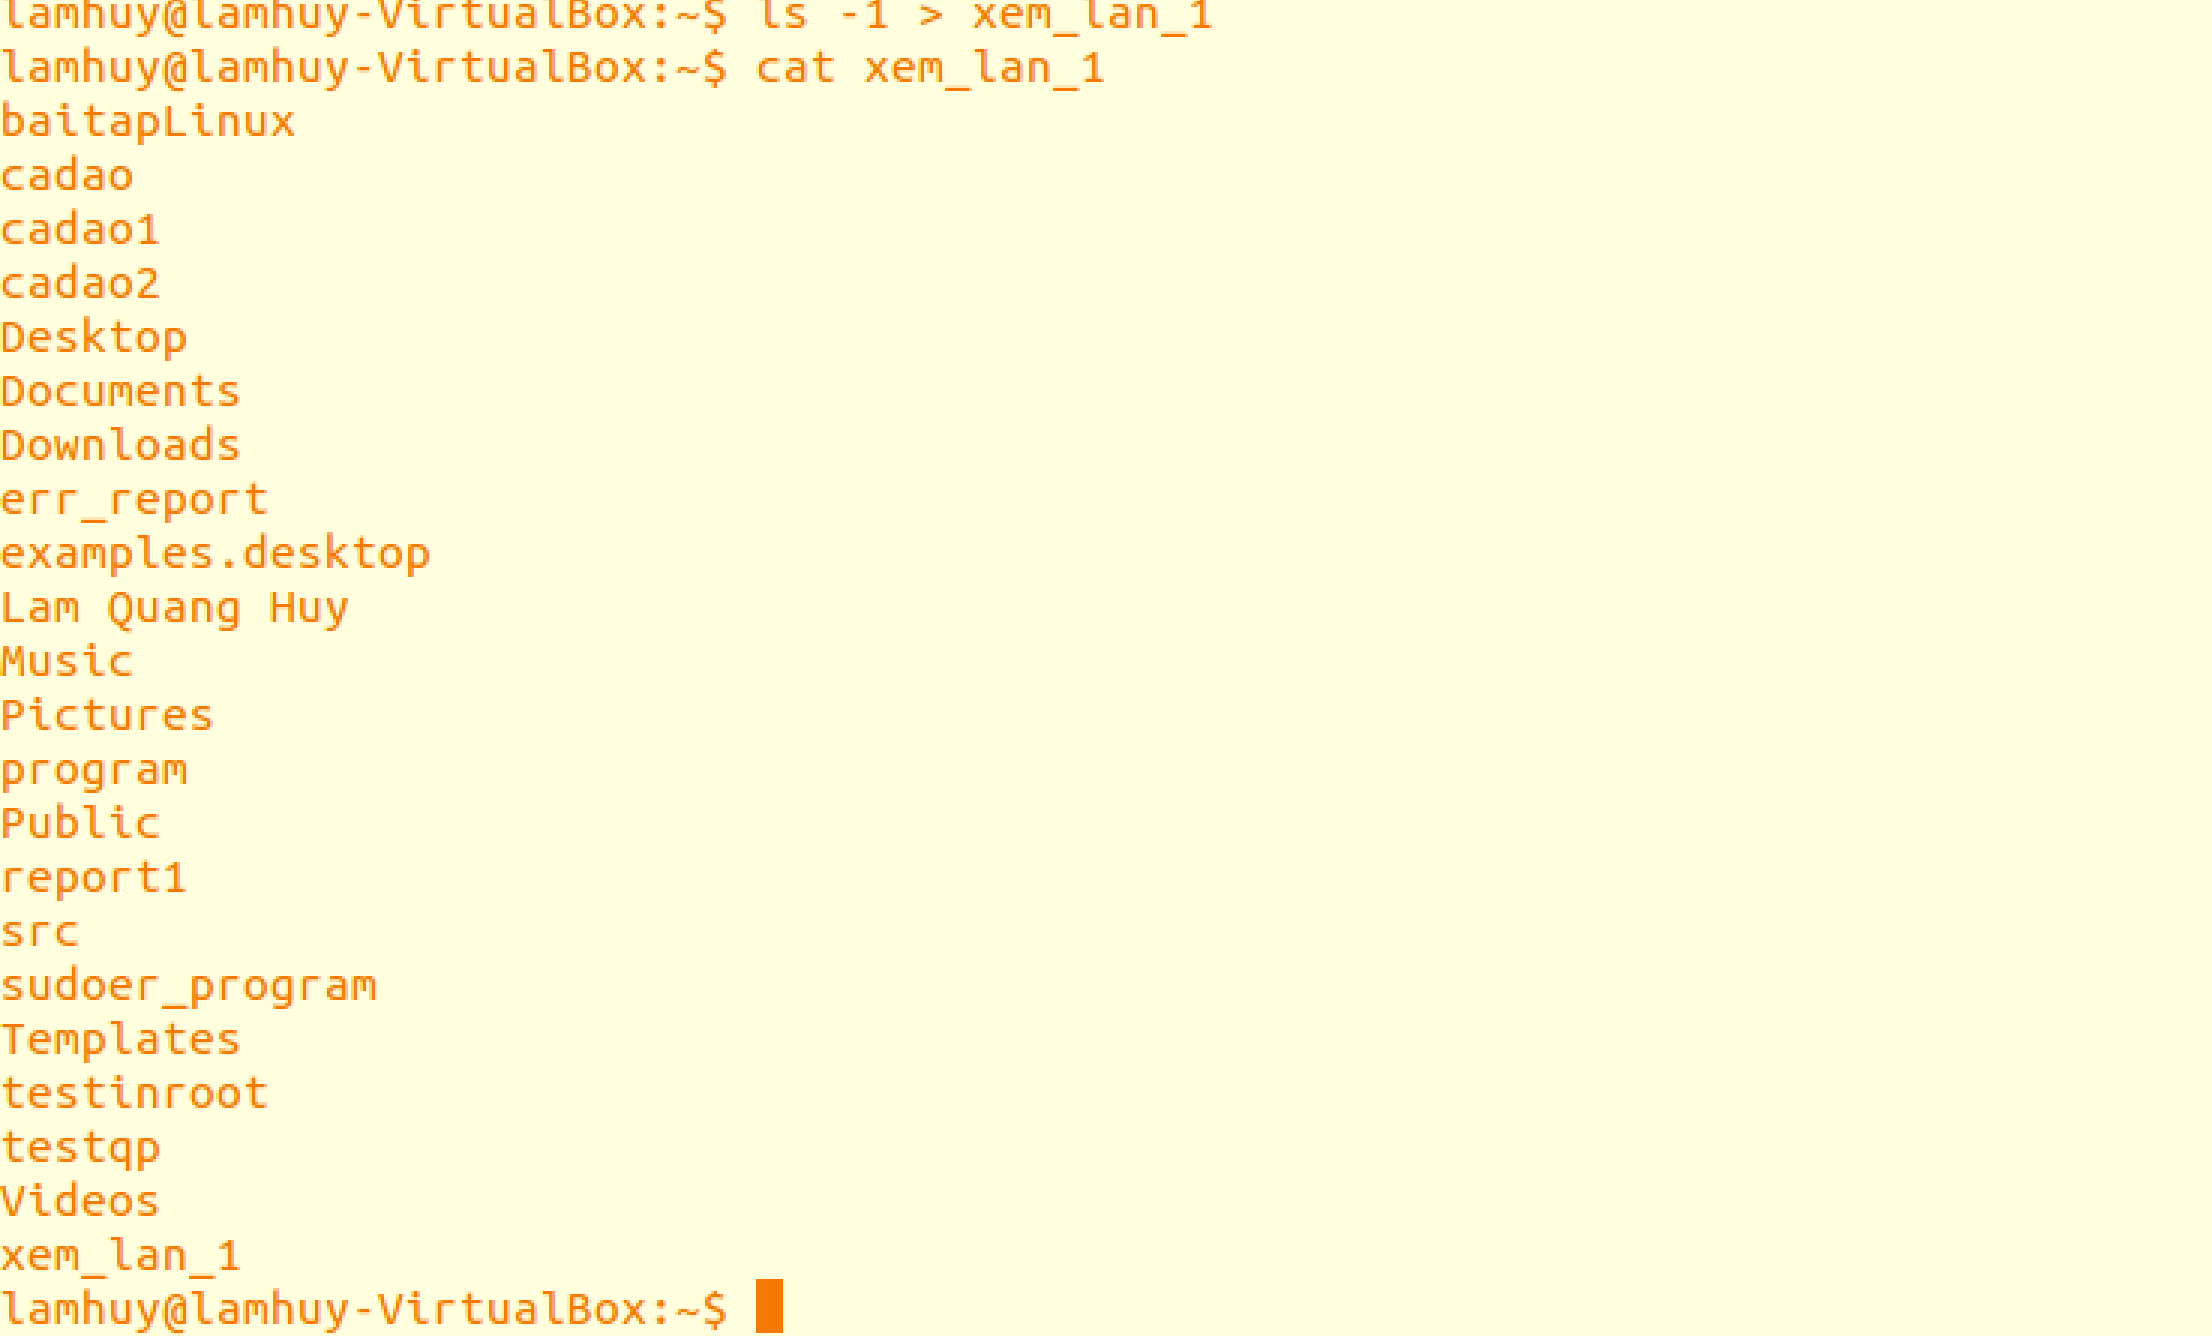 lamhuy@lamhuy-VirtualBox:~$ ls -1 > xem_lan_1
lamhuy@lamhuy-VirtualBox:~$ cat xem_lan_1
baitapLinux
cadao
cadao1
cadao2
Desktop
Documents
Downloads
err_report
examples.desktop
Lam Quang Huy
Music
Pictures
program
Public
report1
src
sudoer_program
Templates
testinroot
testqp
Videos
xem_lan_1
lamhuy@lamhuy-VirtualBox:~$